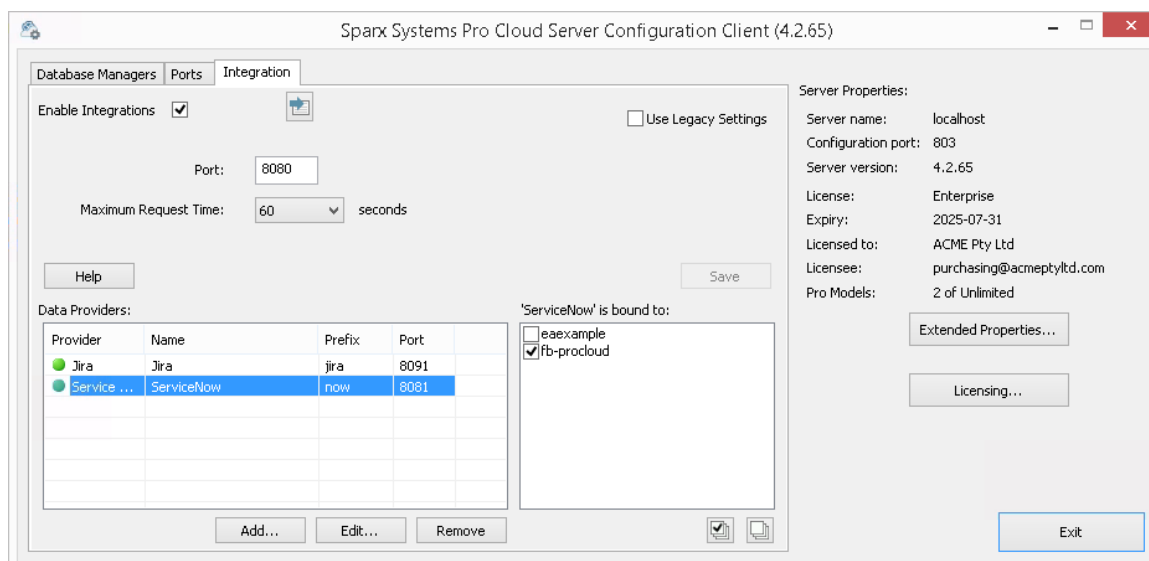 Sparx Systems Pro Cloud Server Configuration Client (4.2.65)
Database Managers Ports Integration
Enable Integrations
Use Legacy Settings
Port: 8080
Maximum Request Time: 60 seconds
Help
Save
Data Providers:
Provider Name Prefix Port
Jira Jira jira 8091
Service ... ServiceNow now 8081
Add... Edit... Remove
'ServiceNow' is bound to:
eaexample
fb-procloud
Server Properties:
Server name: localhost
Configuration port: 803
Server version: 4.2.65
License: Enterprise
Expiry: 2025-07-31
Licensed to: ACME Pty Ltd
Licensee: purchasing@acmeptyltd.com
Pro Models: 2 of Unlimited
Extended Properties...
Licensing...
Exit